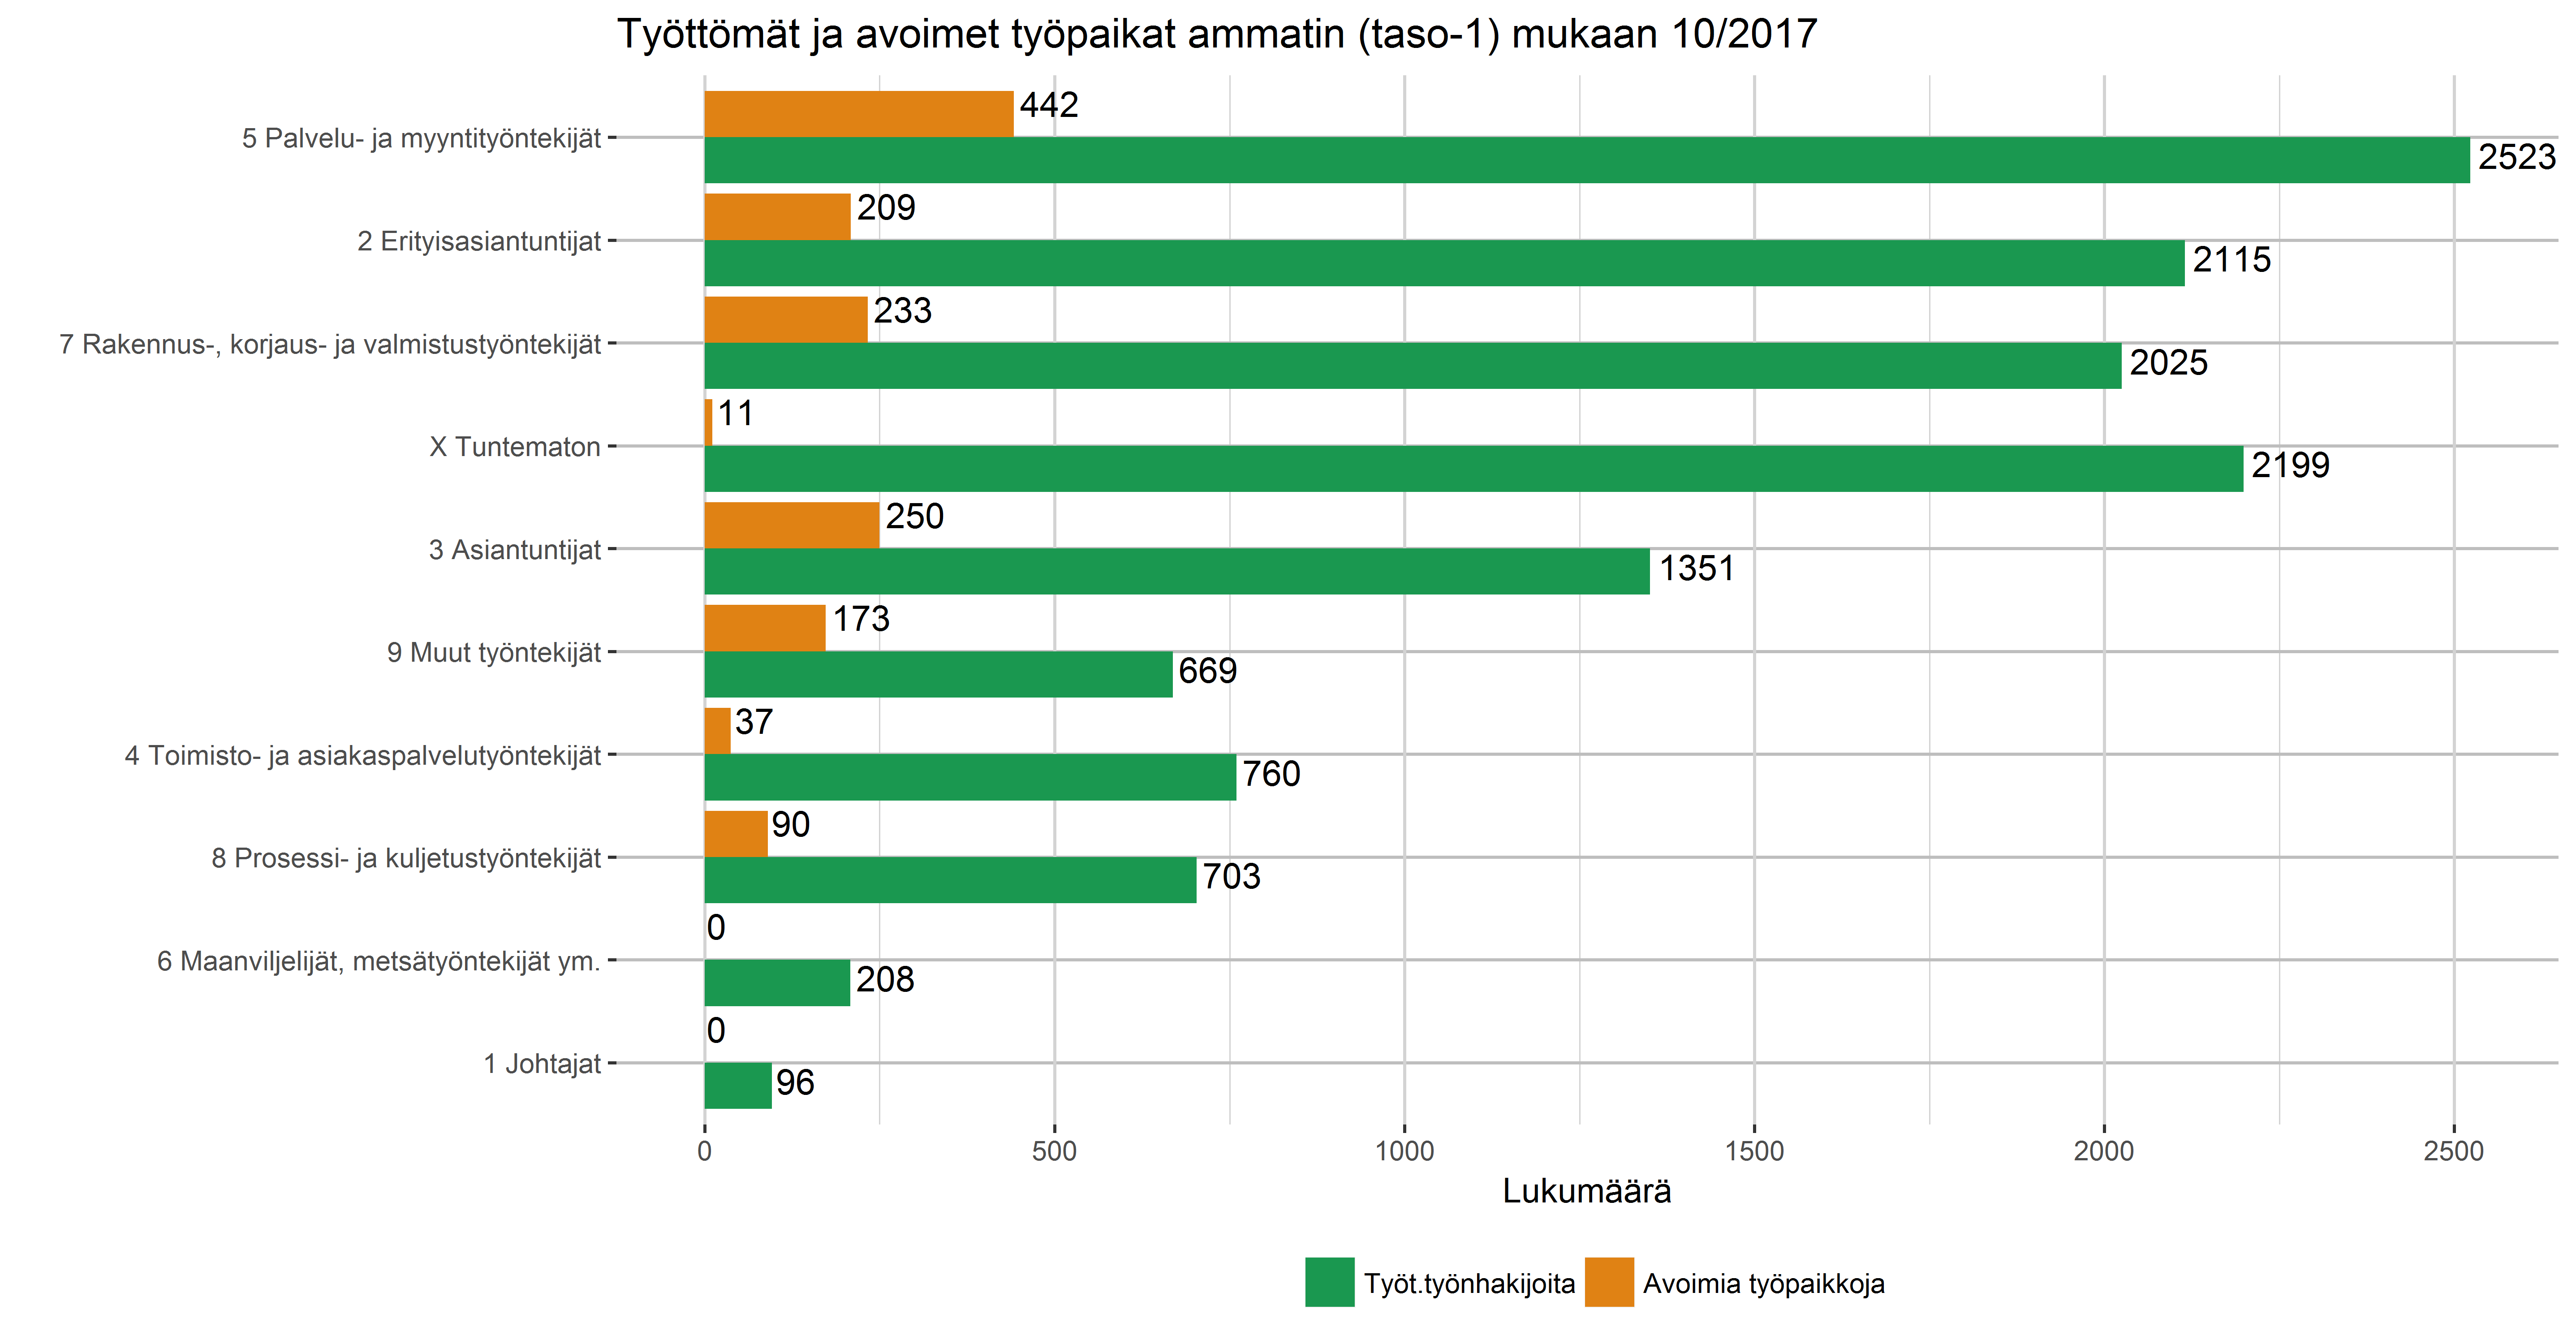 Työttömät ja avoimet työpaikat ammatin (taso-1) mukaan 10/2017
5 Palvelu- ja myyntityöntekijät
442
2523
2 Erityisasiantuntijat
209
2115
7 Rakennus-, korjaus- ja valmistustyöntekijät
233
2025
X Tuntematon
11
2199
3 Asiantuntijat
250
1351
9 Muut työntekijät
173
669
4 Toimisto- ja asiakaspalvelutyöntekijät
37
760
8 Prosessi- ja kuljetustyöntekijät
90
703
6 Maanviljelijät, metsätyöntekijät ym.
0
208
1 Johtajat
0
96
0 500 1000 1500 2000 2500
Lukumäärä
Työt.työnhakijoita Avoimia työpaikkoja